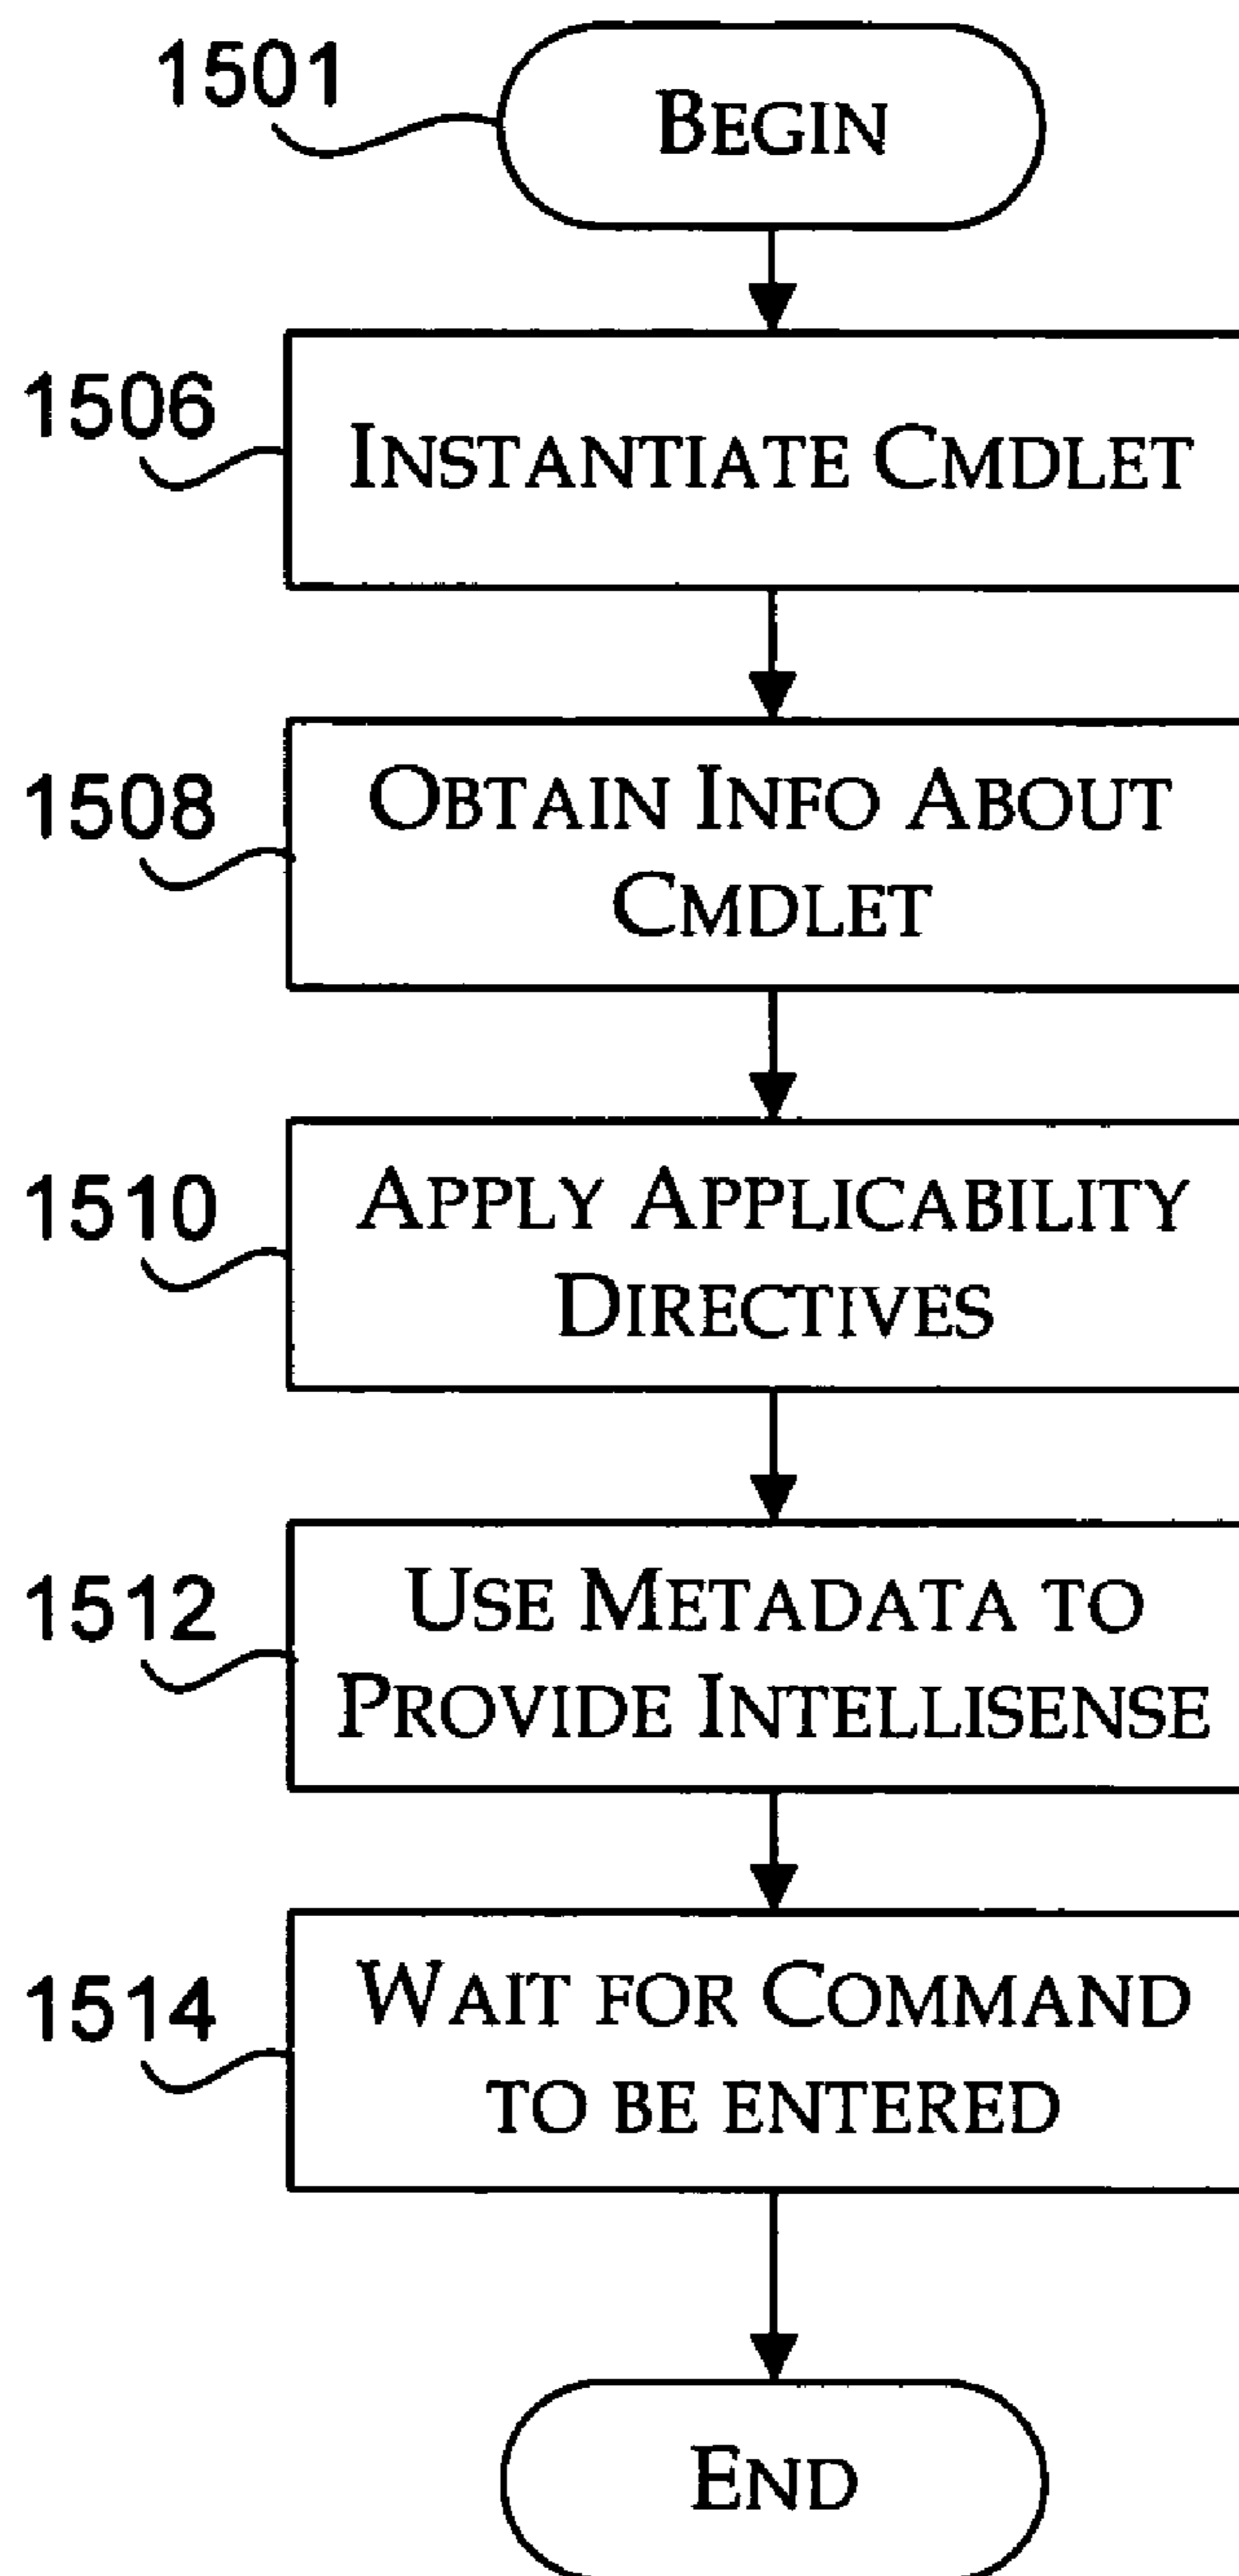 1501
BEGIN
1506
INSTANTIATE CMDLET
1508
OBTAIN INFO ABOUT
CMDLET
1510
APPLY APPLICABILITY
DIRECTIVES
1512
USE METADATA TO
PROVIDE INTELLISENSE
1514
WAIT FOR COMMAND
TO BE ENTERED
END